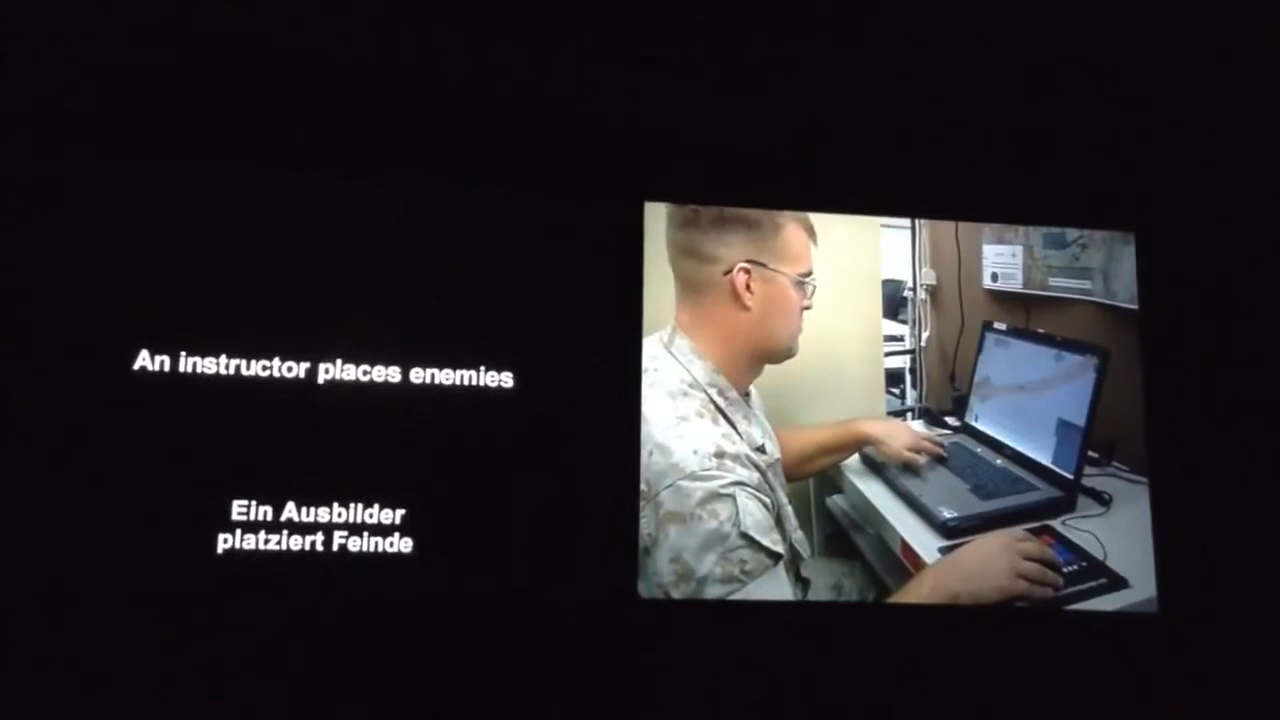 An instructor places enemies
Ein Ausbilder
platziert Feinde